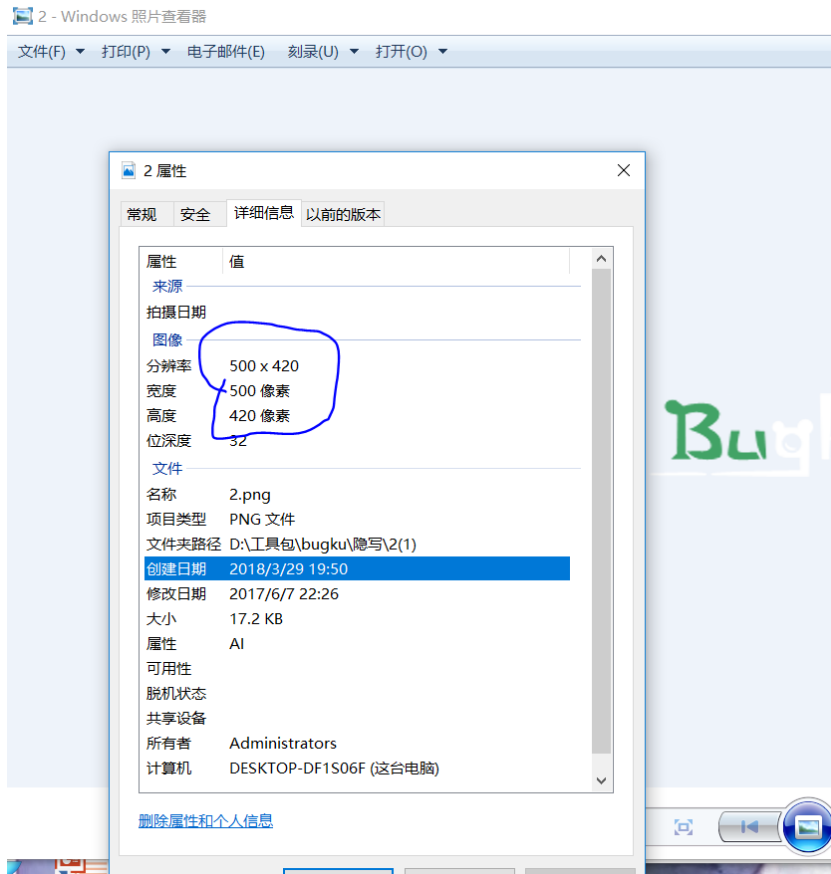 2 - Windows 照片查看器
文件(F) 打印(P) 电子邮件(E) 刻录(U) 打开(O)
2 属性
常规 安全 详细信息 以前的版本
属性 值
来源
拍摄日期
图像
分辨率 500 x 420
宽度 500 像素
高度 420 像素
位深度 32
文件
名称 2.png
项目类型 PNG 文件
文件夹路径 D:\工具包\bugku\隐写\2(1)
创建日期 2018/3/29 19:50
修改日期 2017/6/7 22:26
大小 17.2 KB
属性 AI
可用性
脱机状态
共享设备
所有者 Administrators
计算机 DESKTOP-DF1S06F (这台电脑)
删除属性和个人信息
Bug